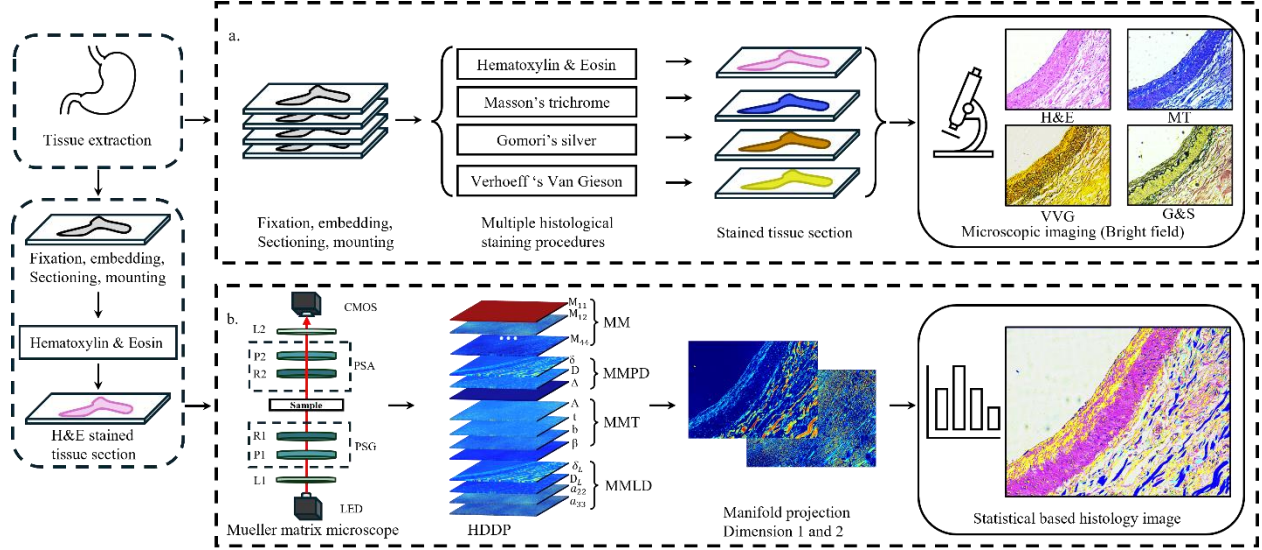 a.
Tissue extraction
Fixation, embedding,
Sectioning, mounting
Hematoxylin & Eosin
H&E stained
tissue section
Fixation, embedding,
Sectioning, mounting
Hematoxylin & Eosin
Masson's trichrome
Gomori's silver
Verhoeff ‘s Van Gieson
Multiple histological
staining procedures
Stained tissue section
H&E
MT
VVG
G&S
Microscopic imaging (Bright field)
b.
CMOS
L2
P2
R2
PSA
Sample
R1
P1
PSG
L1
LED
Mueller matrix microscope
M₁₁
M₁₂
M₄₄
MM
δ
D
Δ
MMPD
A
t
b
β
MMT
δ_L
D_L
a₂₂
a₃₃
MMLD
HDDP
Manifold projection
Dimension 1 and 2
Statistical based histology image